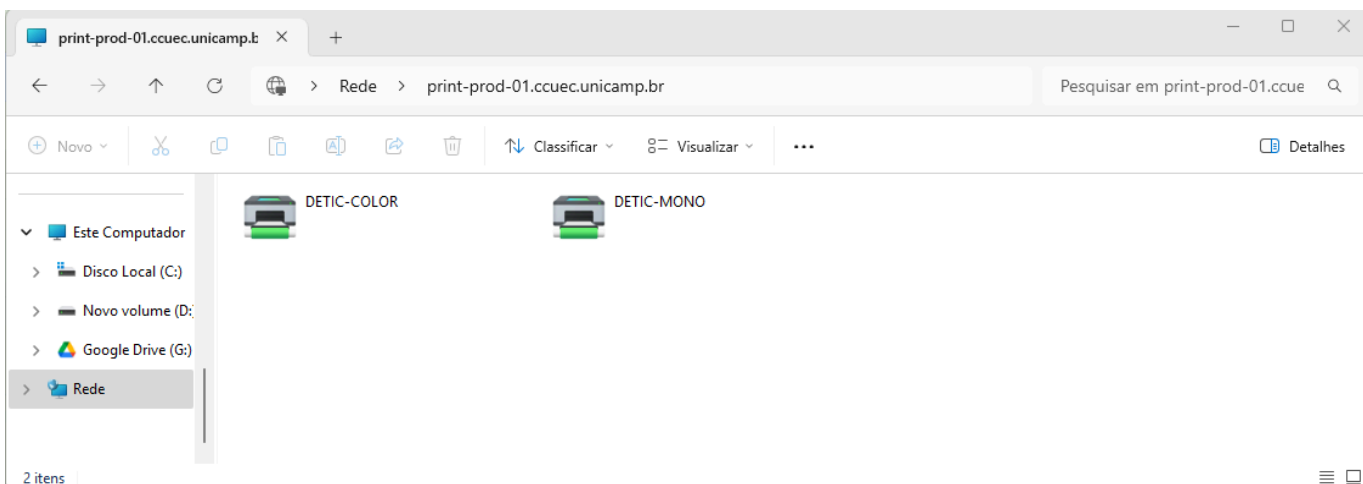 print-prod-01.ccuec.unicamp.b
Rede > print-prod-01.ccuec.unicamp.br
Pesquisar em print-prod-01.ccue
Novo
Classificar
Visualizar
Detalhes
DETIC-COLOR
DETIC-MONO
Este Computador
Disco Local (C:)
Novo volume (D:
Google Drive (G:)
Rede
2 itens